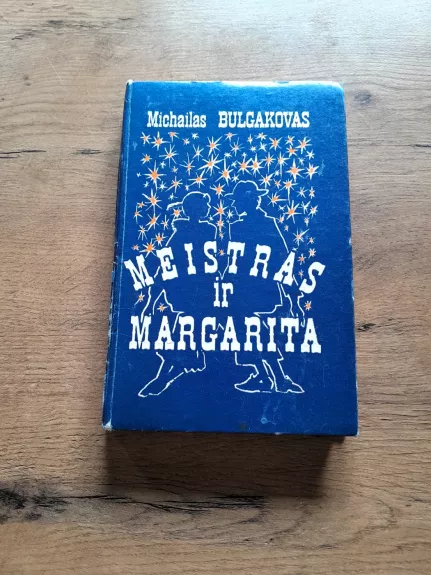 Michailas BULGAKOVAS
MEISTRAS
ir
MARGARITA